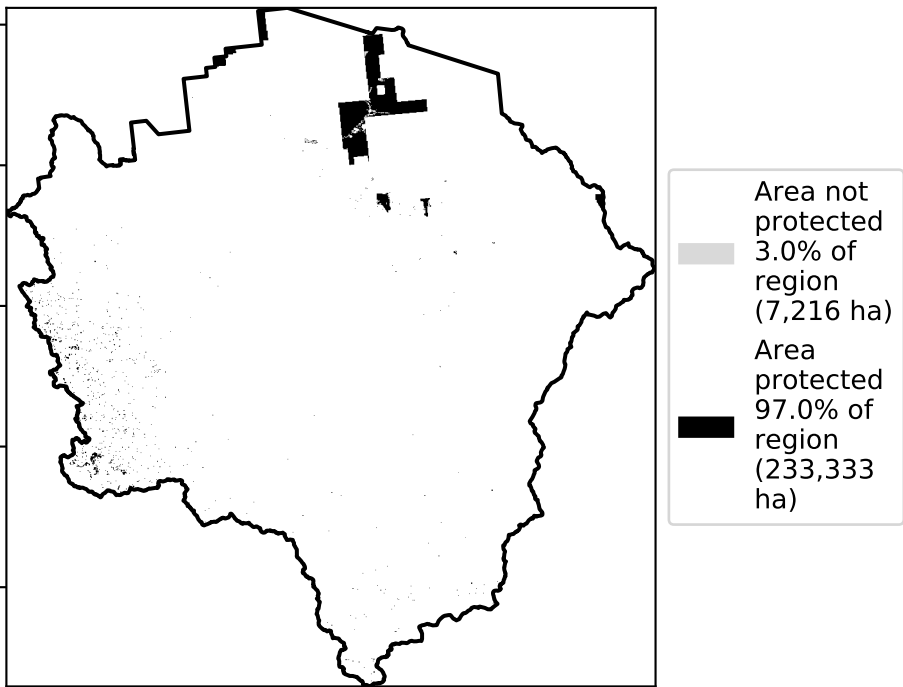 Area not
protected
3.0% of
region
(7,216 ha)
Area
protected
97.0% of
region
(233,333
ha)